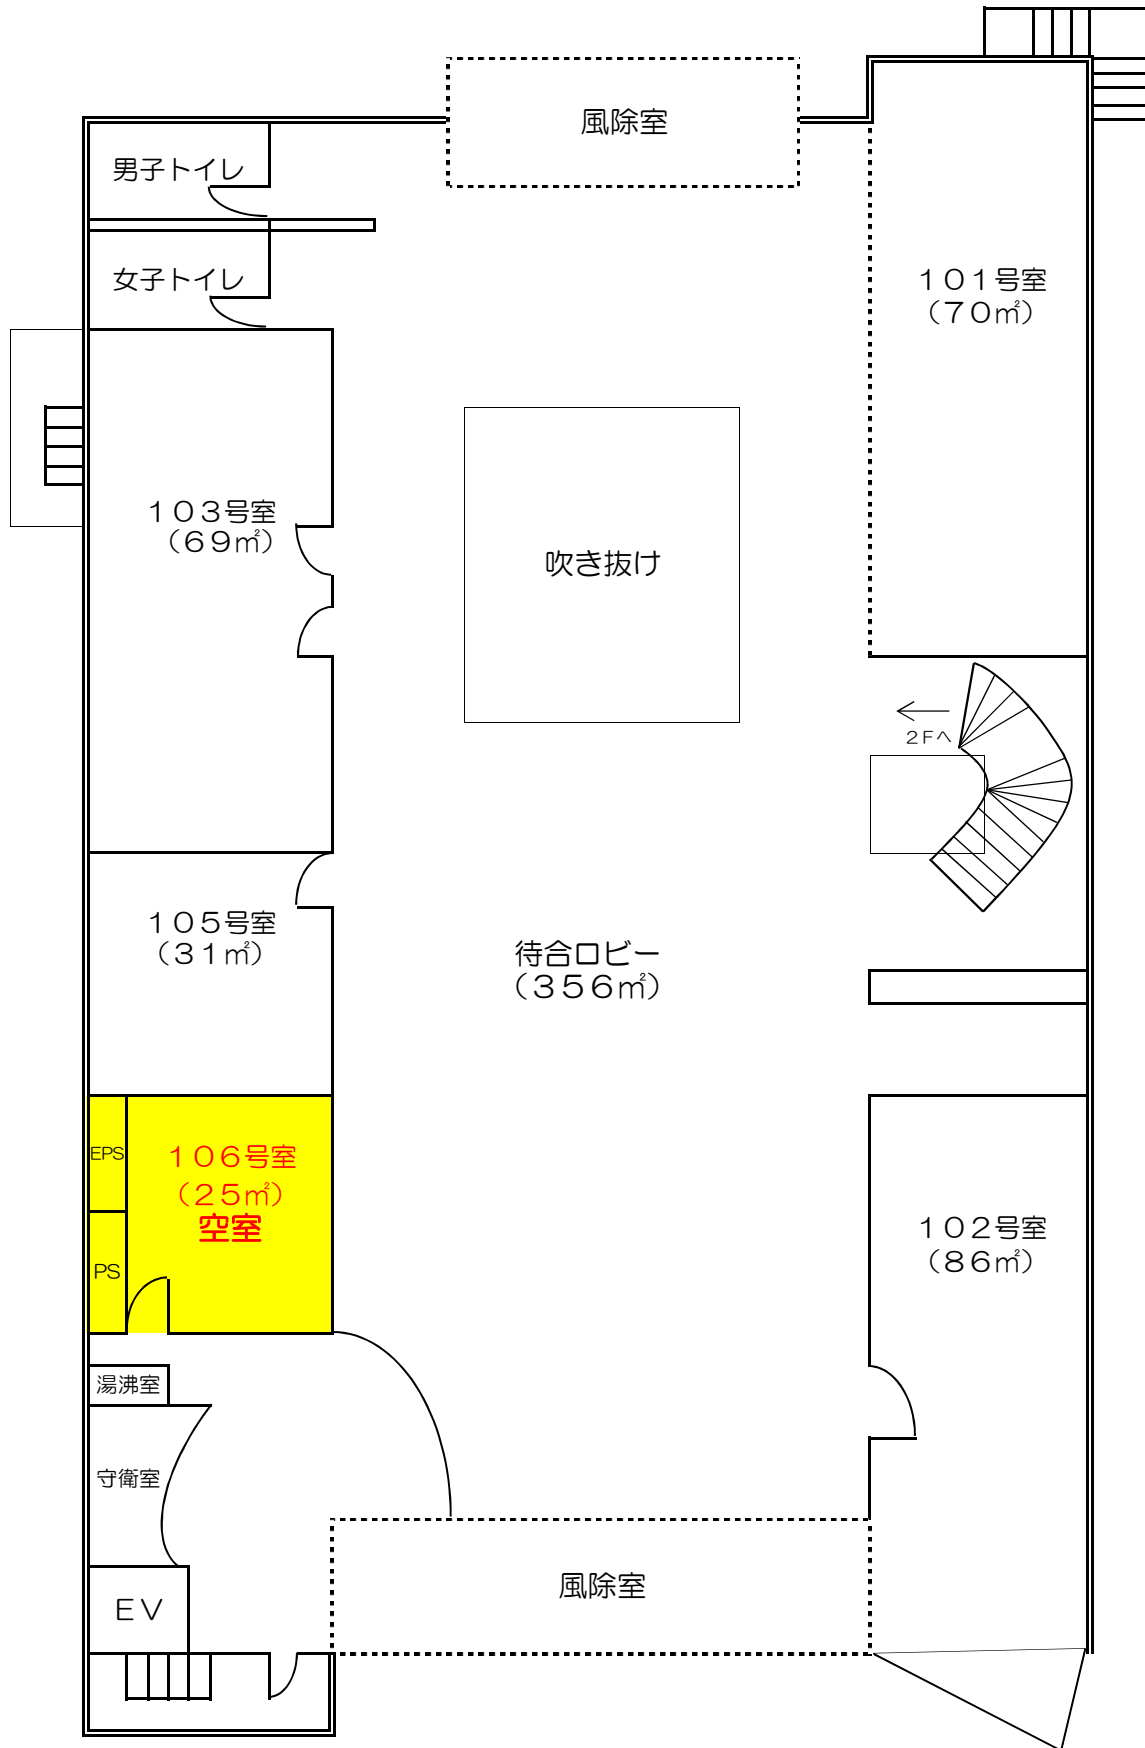 風除室
男子トイレ
女子トイレ
１０１号室
（７０㎡）
１０３号室
（６９㎡）
吹き抜け
２Ｆへ
１０５号室
（３１㎡）
待合ロビー
（３５６㎡）
EPS
１０６号室
（２５㎡）
空室
PS
１０２号室
（８６㎡）
湯沸室
守衛室
風除室
ＥＶ